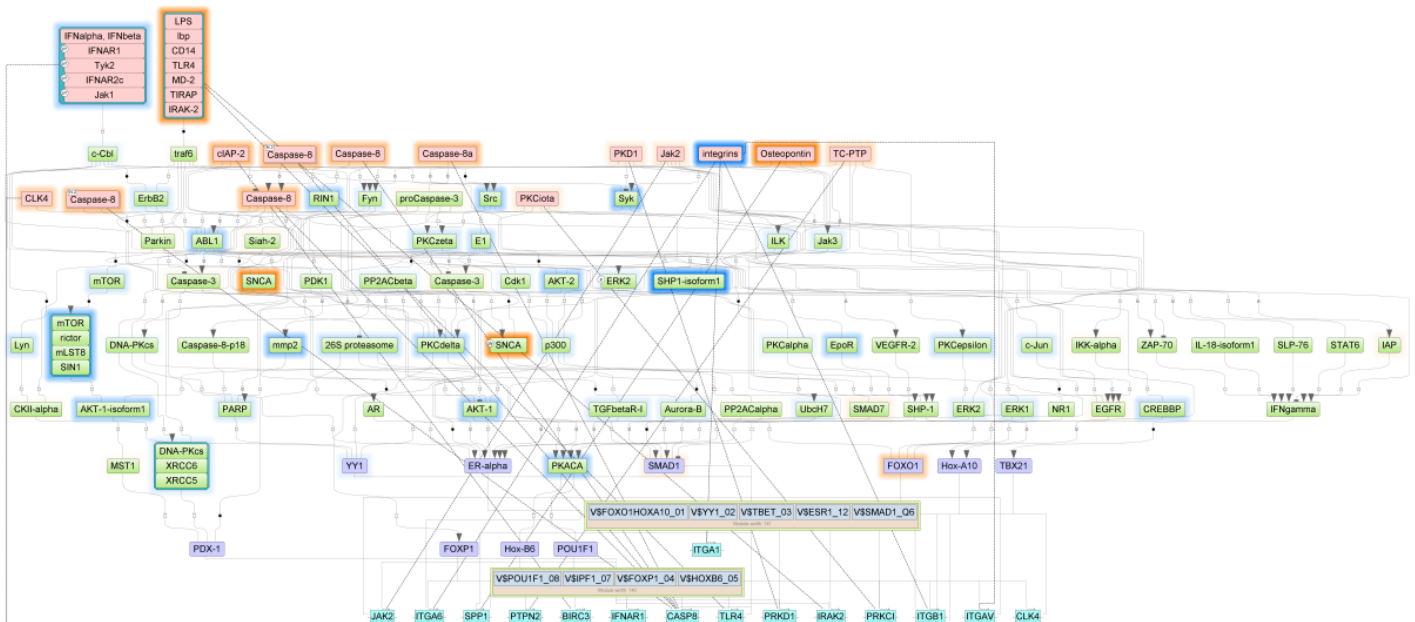 LPS
IFNalpha, IFNbeta
lbp
IFNAR1
CD14
Tyk2
TLR4
IFNAR2c
MD-2
Jak1
TIRAP
IRAK-2
c-Cbl traf6 cIAP-2 Caspase-8 Caspase-8 Caspase-8a PKD1 Jak2 integrins Osteopontin TC-PTP
CLK4 Caspase-8 ErbB2 Caspase-8 RIN1 Fyn proCaspase-3 Src PKCiota Syk
Parkin ABL1 Siah-2 PKCzeta E1 ILK Jak3
mTOR Caspase-3 SNCA PDK1 PP2ACbeta Caspase-3 Cdk1 AKT-2 ERK2 SHP1-isoform1
mTOR
rictor
mLST8
SIN1
Lyn DNA-PKcs Caspase-8-p18 mmp2 26S proteasome PKCdelta SNCA p300 PKCalpha EpoR VEGFR-2 PKCepsilon c-Jun IKK-alpha ZAP-70 IL-18-isoform1 SLP-76 STAT6 IAP
CKII-alpha AKT-1-isoform1 PARP AR AKT-1 TGFbetaR-I Aurora-B PP2ACalpha UbcH7 SMAD7 SHP-1 ERK2 ERK1 NR1 EGFR CREBBP IFNgamma
DNA-PKcs
XRCC6
XRCC5
MST1 YY1 ER-alpha PKACA SMAD1 FOXO1 Hox-A10 TBX21
V$FOXO1HOXA10_01 V$YY1_02 V$TBET_03 V$ESR1_12 V$SMAD1_Q6
PDX-1 FOXP1 Hox-B6 POU1F1 ITGA1
V$POU1F1_08 V$IPF1_07 V$FOXP1_04 V$HOXB6_05
JAK2 ITGA6 SPP1 PTPN2 BIRC3 IFNAR1 CASP8 TLR4 PRKD1 IRAK2 PRKCI ITGB1 ITGAV CLK4